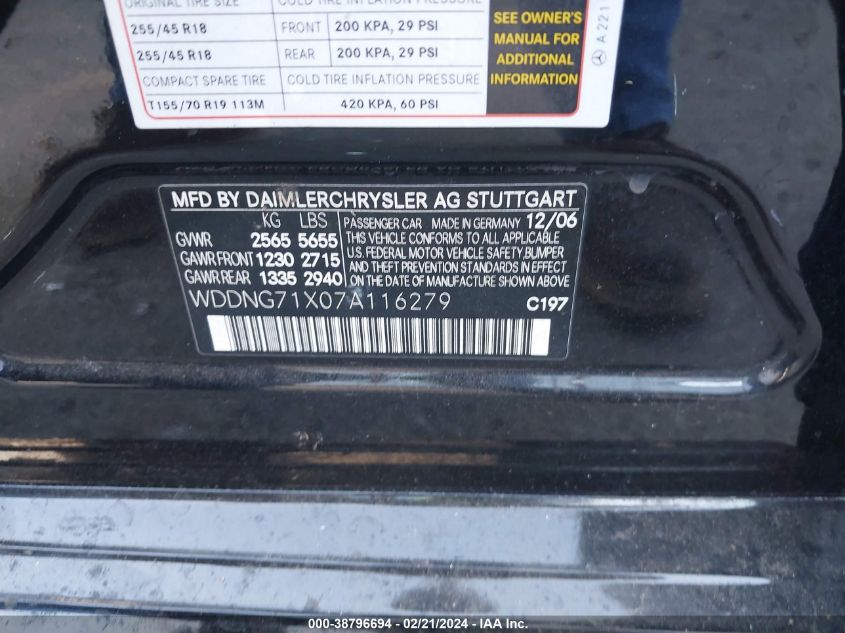 ORIGINAL TIRE SIZE COLD TIRE INFLATION PRESSURE
255/45 R18 FRONT 200 KPA, 29 PSI
255/45 R18 REAR 200 KPA, 29 PSI
COMPACT SPARE TIRE COLD TIRE INFLATION PRESSURE
T155/70 R19 113M 420 KPA, 60 PSI
SEE OWNER'S
MANUAL FOR
ADDITIONAL
INFORMATION
A 221
MFD BY DAIMLERCHRYSLER AG STUTTGART
KG LBS
GVWR 2565 5655
GAWR FRONT 1230 2715
GAWR REAR 1335 2940
PASSENGER CAR MADE IN GERMANY 12/06
THIS VEHICLE CONFORMS TO ALL APPLICABLE
U.S. FEDERAL MOTOR VEHICLE SAFETY, BUMPER
AND THEFT PREVENTION STANDARDS IN EFFECT
ON THE DATE OF MANUFACTURE SHOWN ABOVE
WDDNG71X07A116279 C197
000-38796694 - 02/21/2024 - IAA Inc.